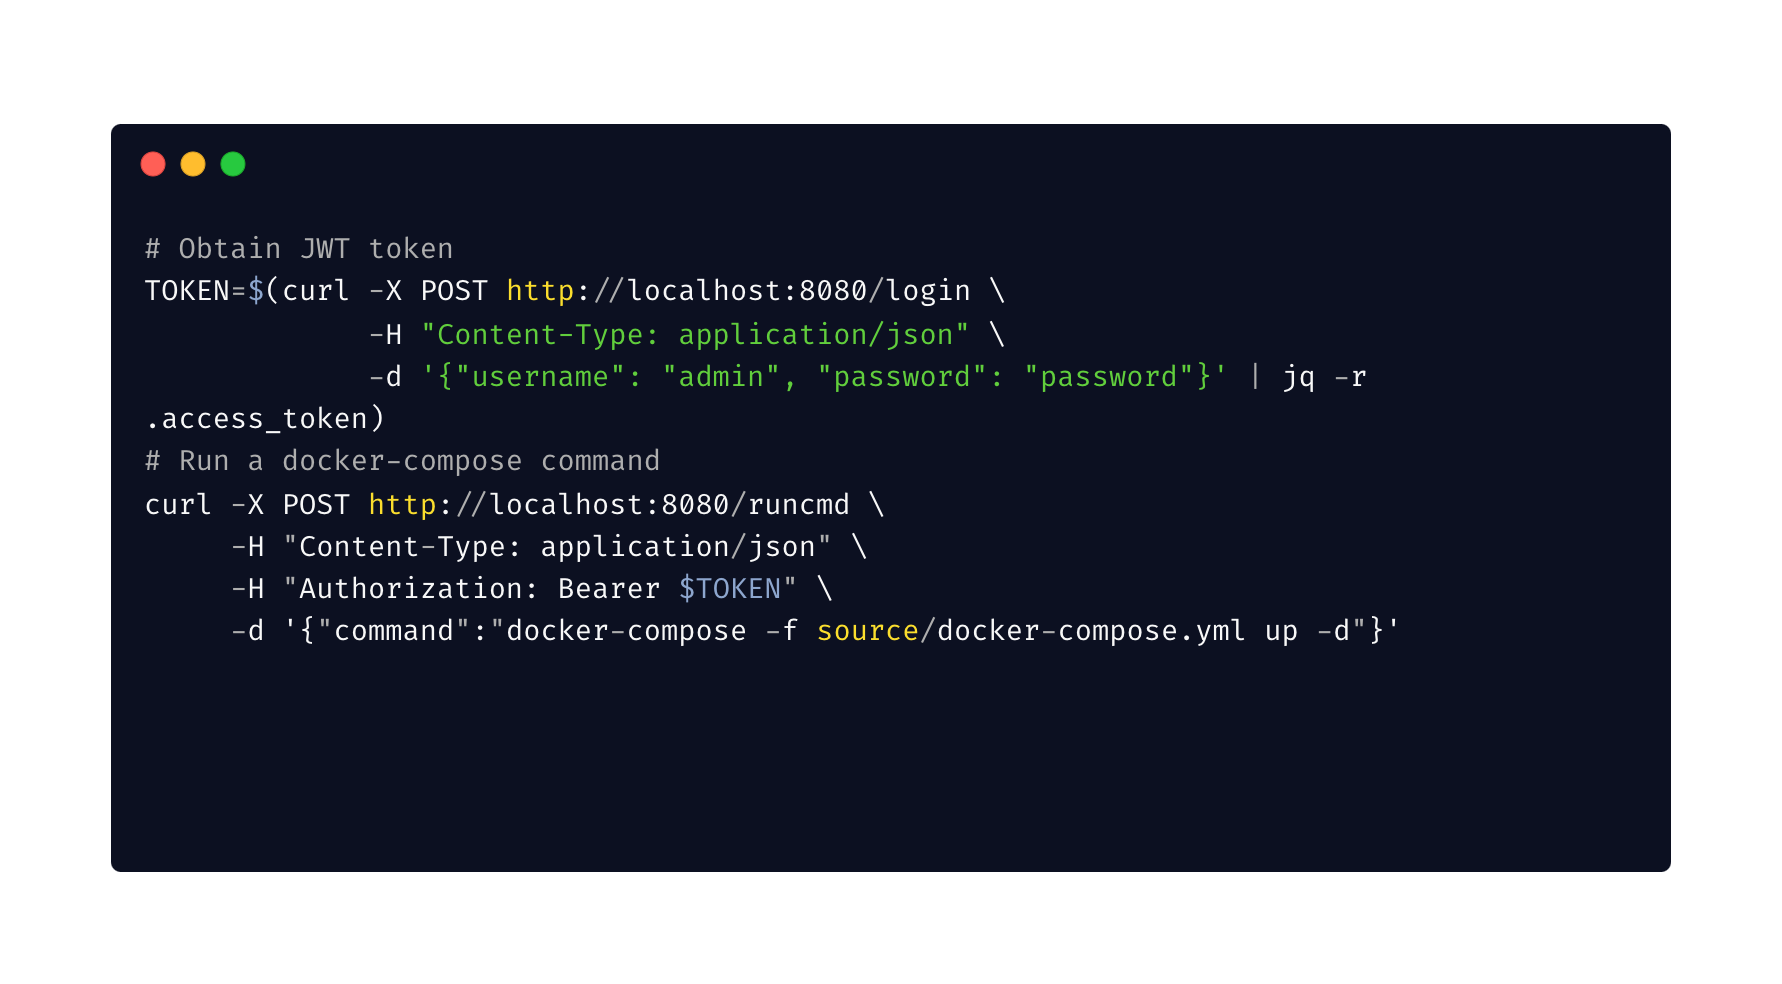 # Obtain JWT token
TOKEN=$(curl -X POST http://localhost:8080/login \
             -H "Content-Type: application/json" \
             -d '{"username": "admin", "password": "password"}' | jq -r
.access_token)
# Run a docker-compose command
curl -X POST http://localhost:8080/runcmd \
     -H "Content-Type: application/json" \
     -H "Authorization: Bearer $TOKEN" \
     -d '{"command":"docker-compose -f source/docker-compose.yml up -d"}'